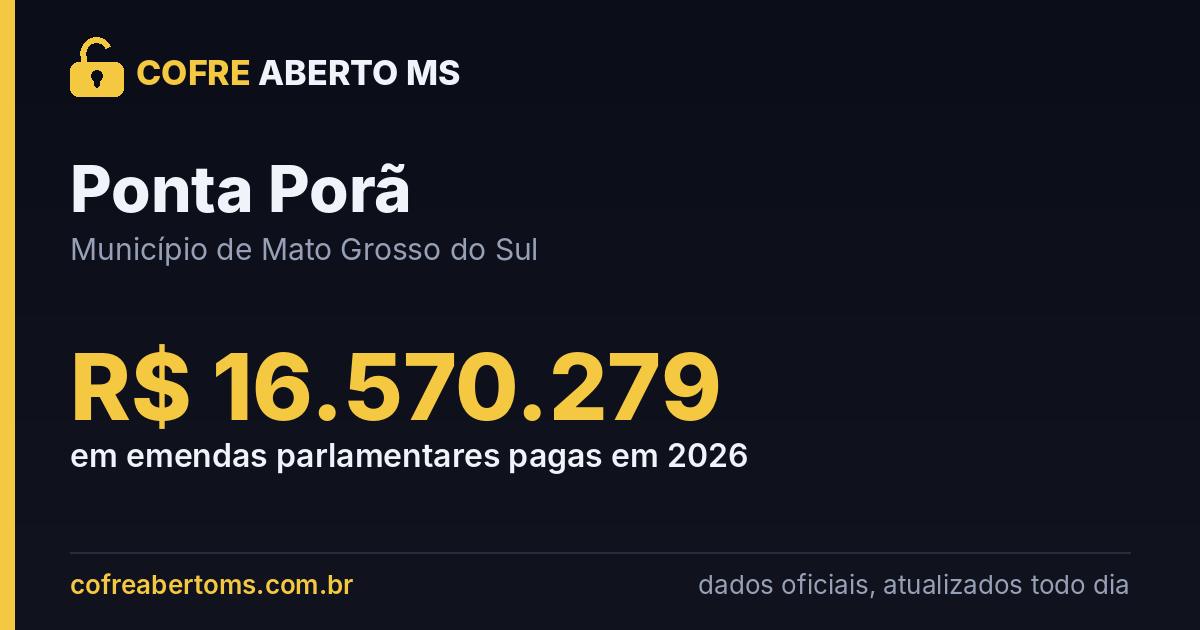 COFRE ABERTO MS
Ponta Porã
Município de Mato Grosso do Sul
R$ 16.570.279
em emendas parlamentares pagas em 2026
cofreabertoms.com.br
dados oficiais, atualizados todo dia